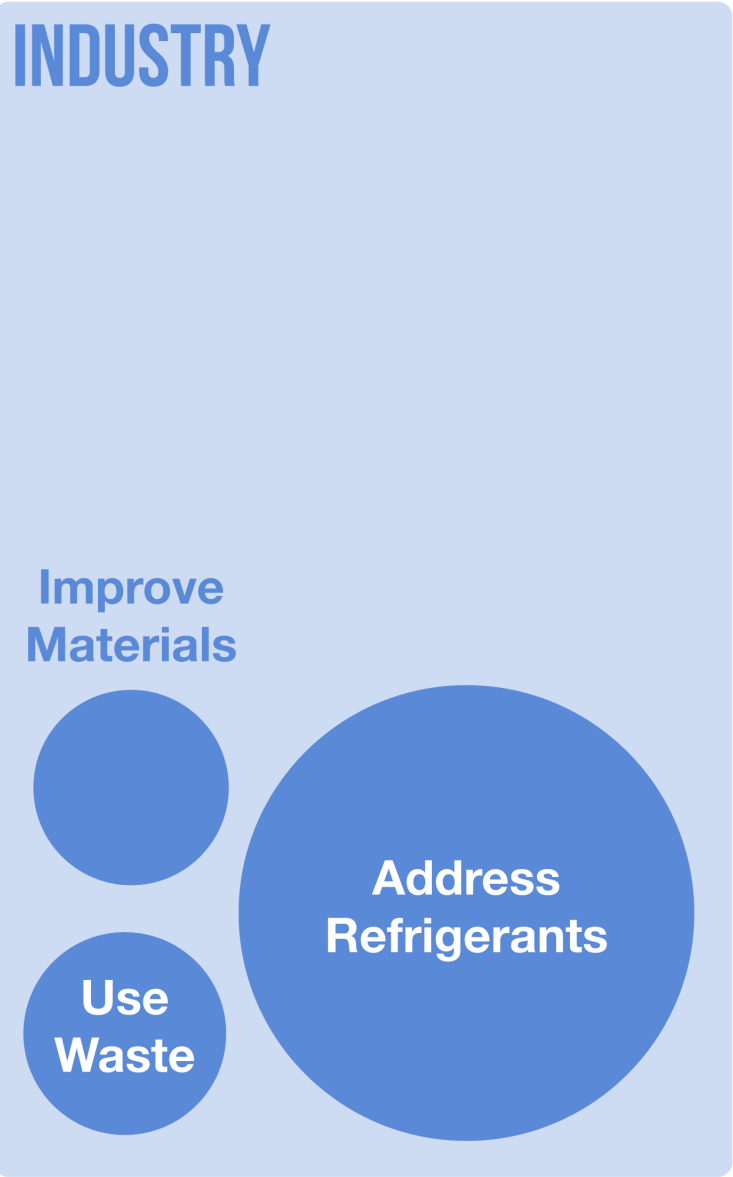 INDUSTRY
Improve
Materials
Address
Refrigerants
Use
Waste